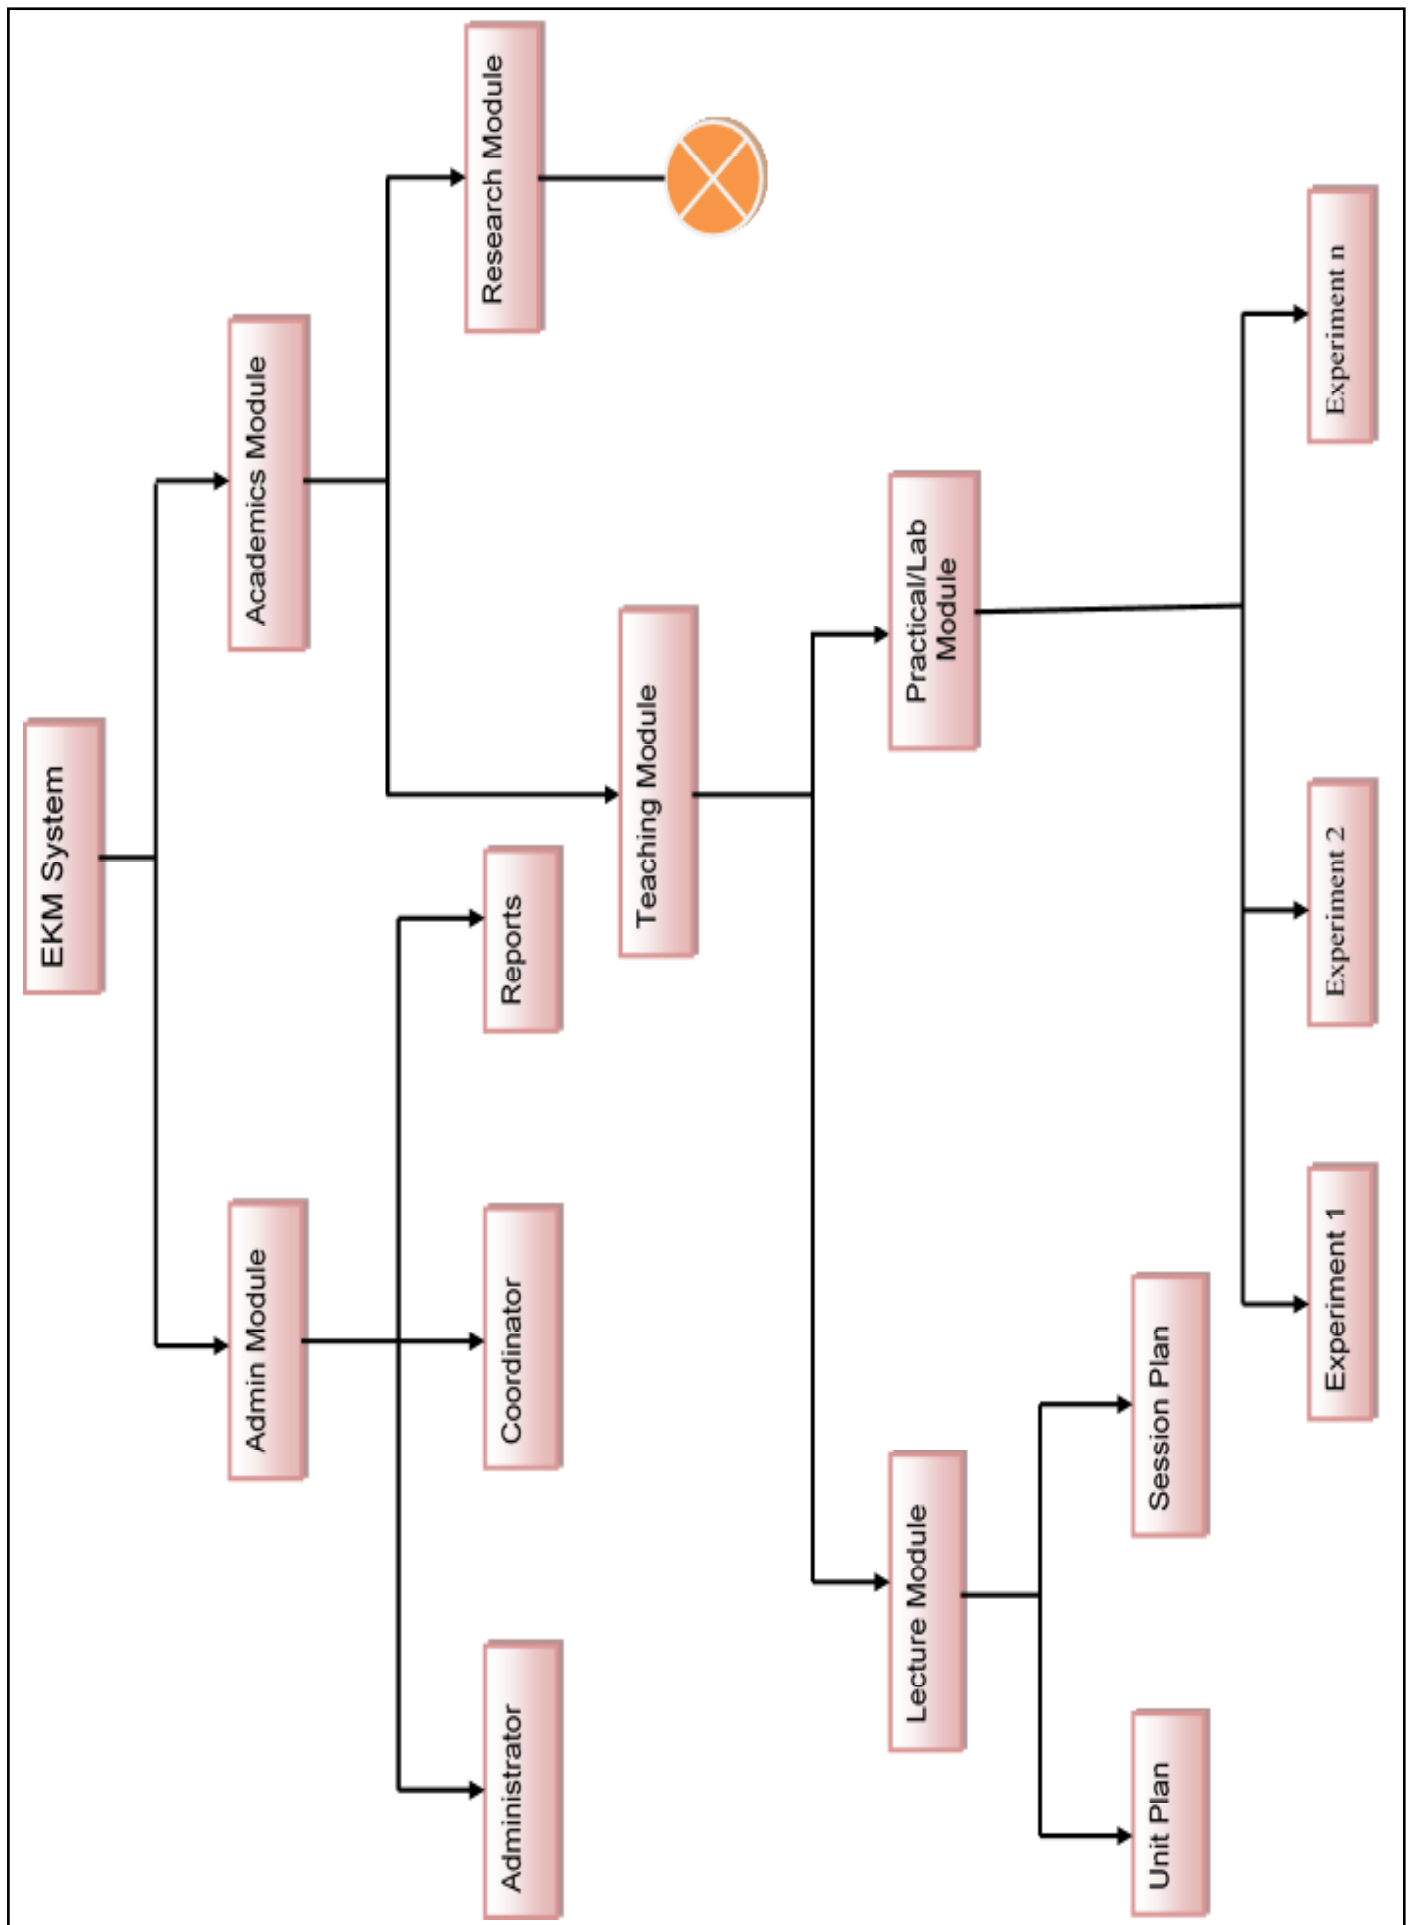 EKM System
Admin Module
Academics Module
Administrator
Coordinator
Reports
Research Module
Teaching Module
Lecture Module
Practical/Lab
Module
Unit Plan
Session Plan
Experiment 1
Experiment 2
Experiment n